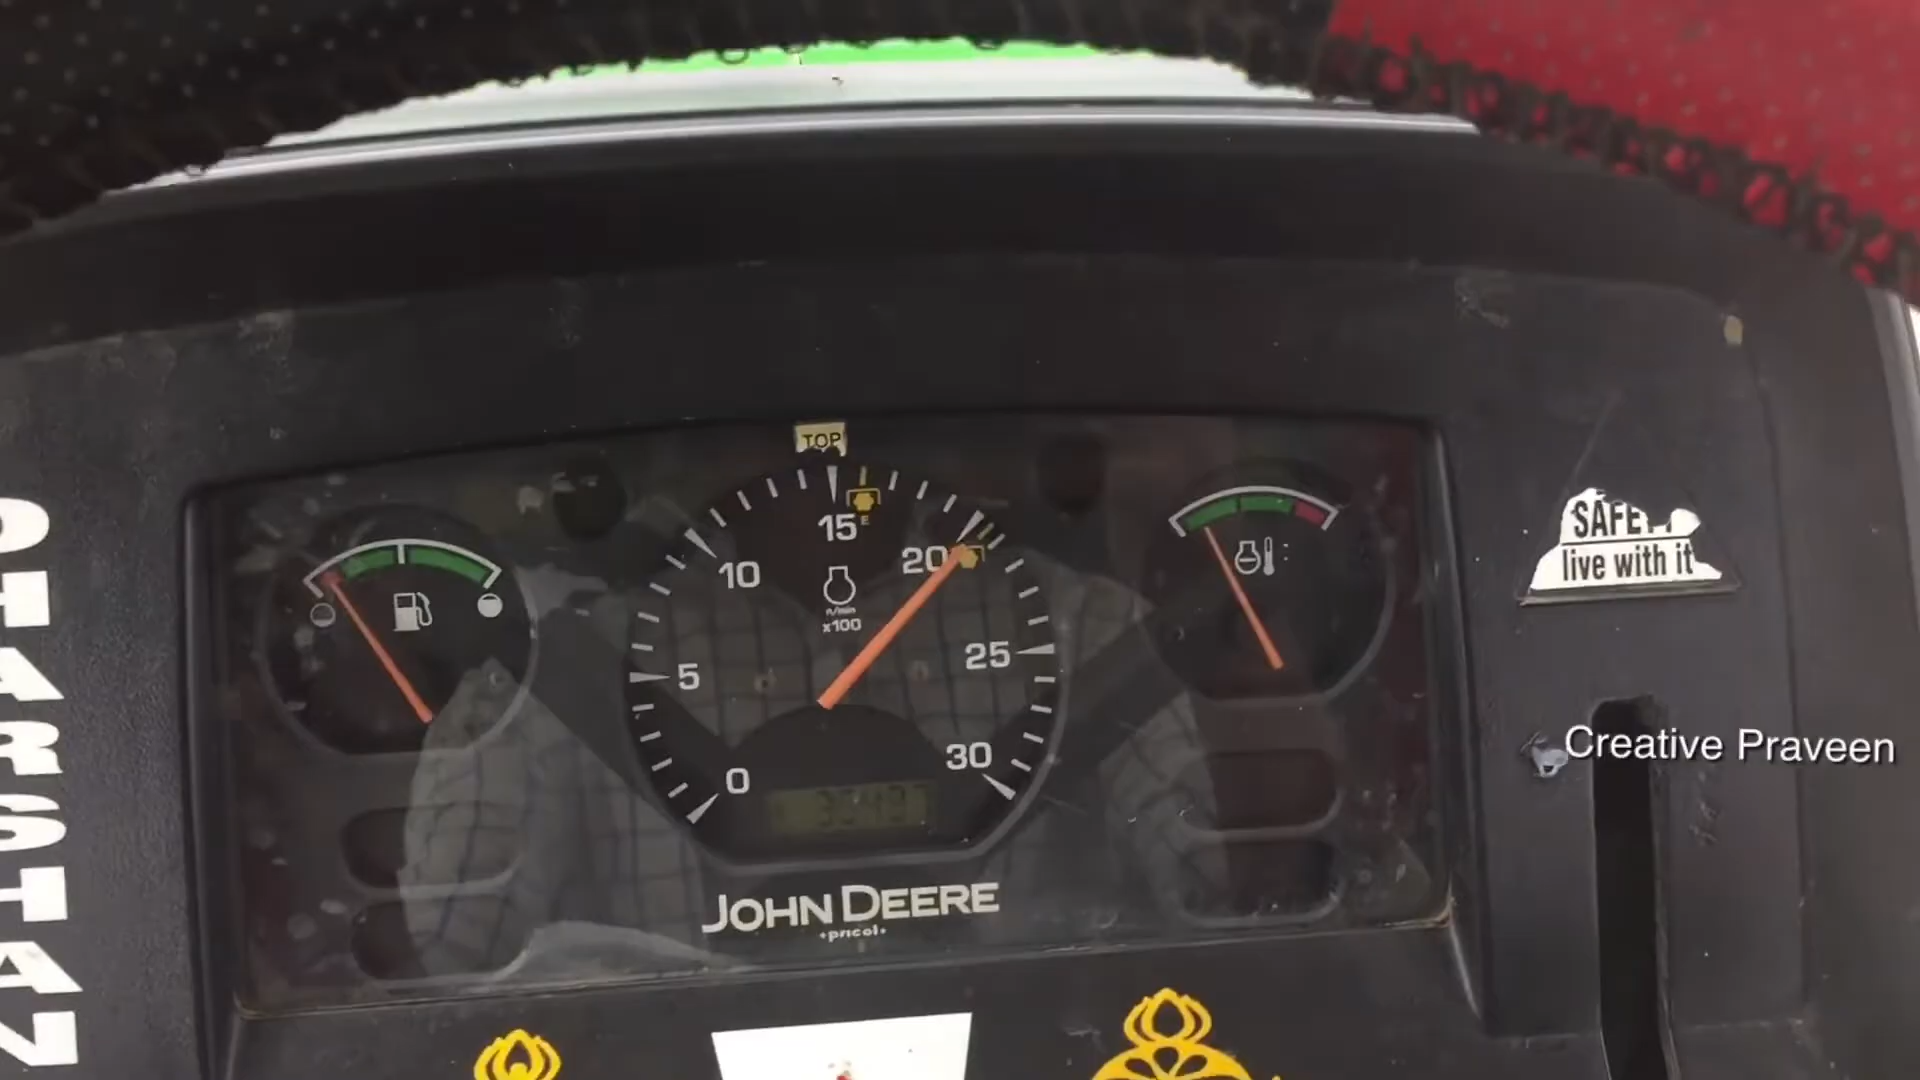 TOP
15
E
10
20
n/min
x100
5
25
0
30
JOHN DEERE
pricol
SAFE
live with it
Creative Praveen
HARSHAN